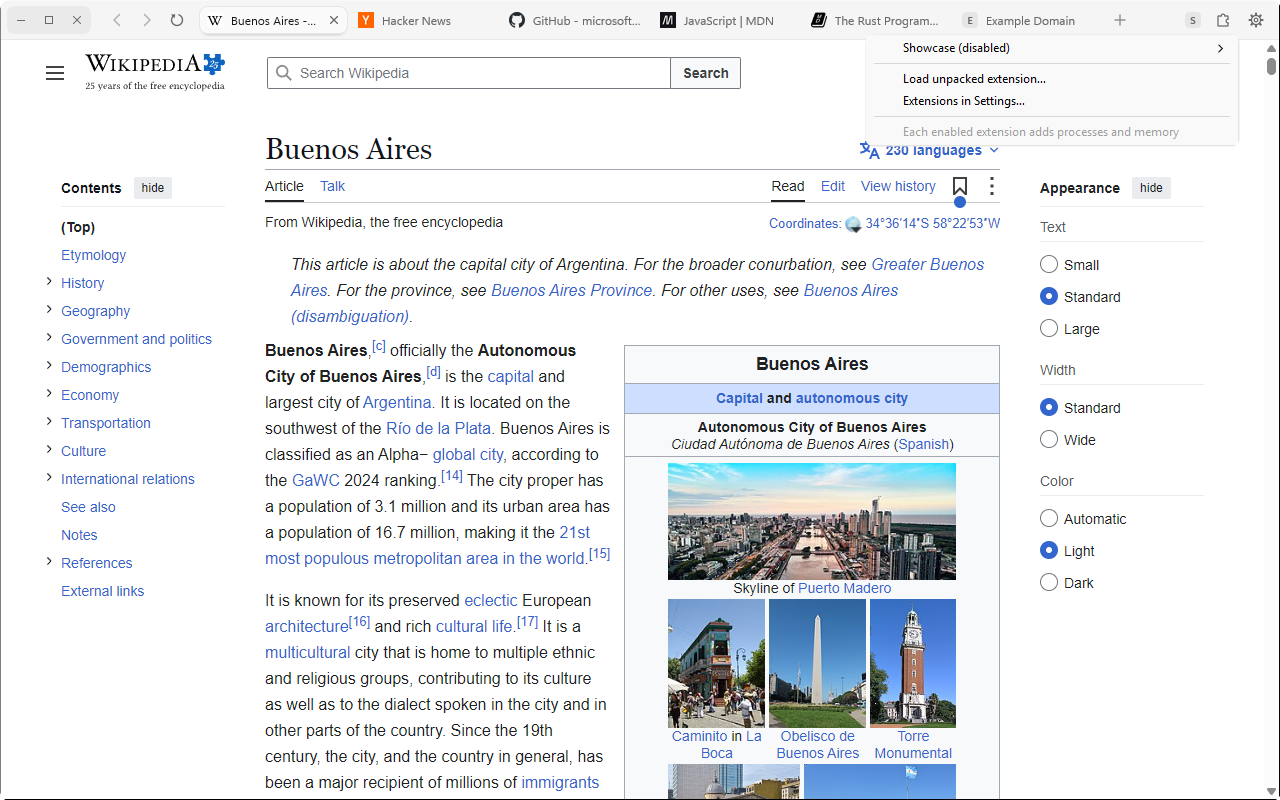 Buenos Aires -...
Hacker News
GitHub - microsoft...
JavaScript | MDN
The Rust Program...
E Example Domain
S
Showcase (disabled)
Load unpacked extension...
Extensions in Settings...
Each enabled extension adds processes and memory
WIKIPEDIA 25
25 years of the free encyclopedia
Search Wikipedia
Search
Buenos Aires
230 languages
Article Talk Read Edit View history
From Wikipedia, the free encyclopedia
Coordinates: 34°36′14″S 58°22′53″W
Contents hide
(Top)
Etymology
History
Geography
Government and politics
Demographics
Economy
Transportation
Culture
International relations
See also
Notes
References
External links
This article is about the capital city of Argentina. For the broader conurbation, see Greater Buenos
Aires. For the province, see Buenos Aires Province. For other uses, see Buenos Aires
(disambiguation).
Buenos Aires,[c] officially the Autonomous
City of Buenos Aires,[d] is the capital and
largest city of Argentina. It is located on the
southwest of the Río de la Plata. Buenos Aires is
classified as an Alpha− global city, according to
the GaWC 2024 ranking.[14] The city proper has
a population of 3.1 million and its urban area has
a population of 16.7 million, making it the 21st
most populous metropolitan area in the world.[15]
It is known for its preserved eclectic European
architecture[16] and rich cultural life.[17] It is a
multicultural city that is home to multiple ethnic
and religious groups, contributing to its culture
as well as to the dialect spoken in the city and in
other parts of the country. Since the 19th
century, the city, and the country in general, has
been a major recipient of millions of immigrants
Buenos Aires
Capital and autonomous city
Autonomous City of Buenos Aires
Ciudad Autónoma de Buenos Aires (Spanish)
Skyline of Puerto Madero
Caminito in La
Boca
Obelisco de
Buenos Aires
Torre
Monumental
Appearance hide
Text
Small
Standard
Large
Width
Standard
Wide
Color
Automatic
Light
Dark